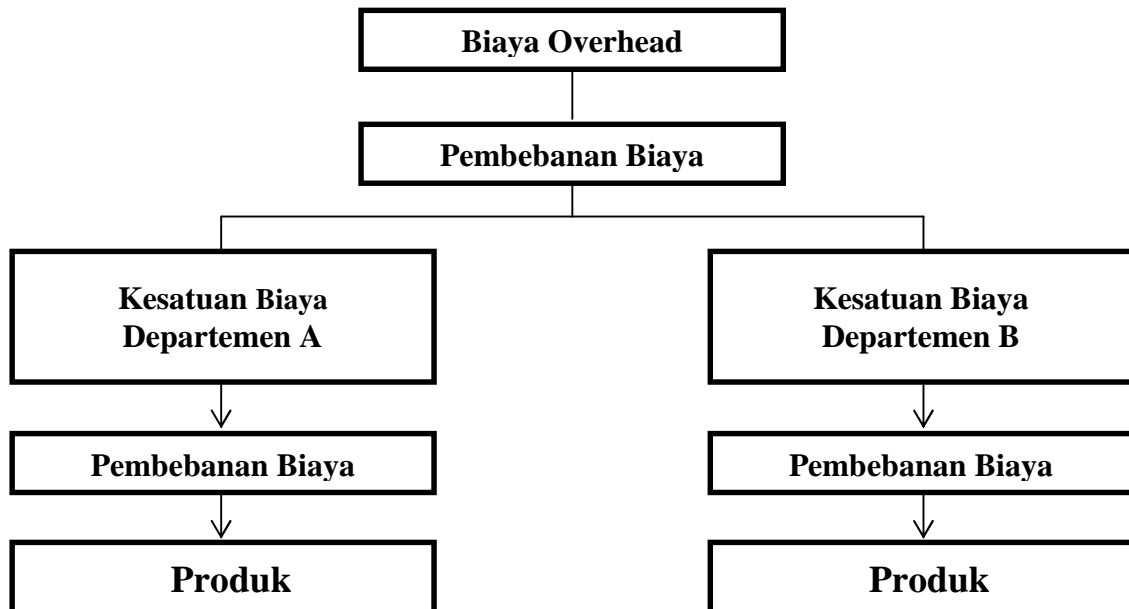 Biaya Overhead
Pembebanan Biaya
Kesatuan Biaya
Departemen A
Kesatuan Biaya
Departemen B
Pembebanan Biaya
Pembebanan Biaya
Produk
Produk